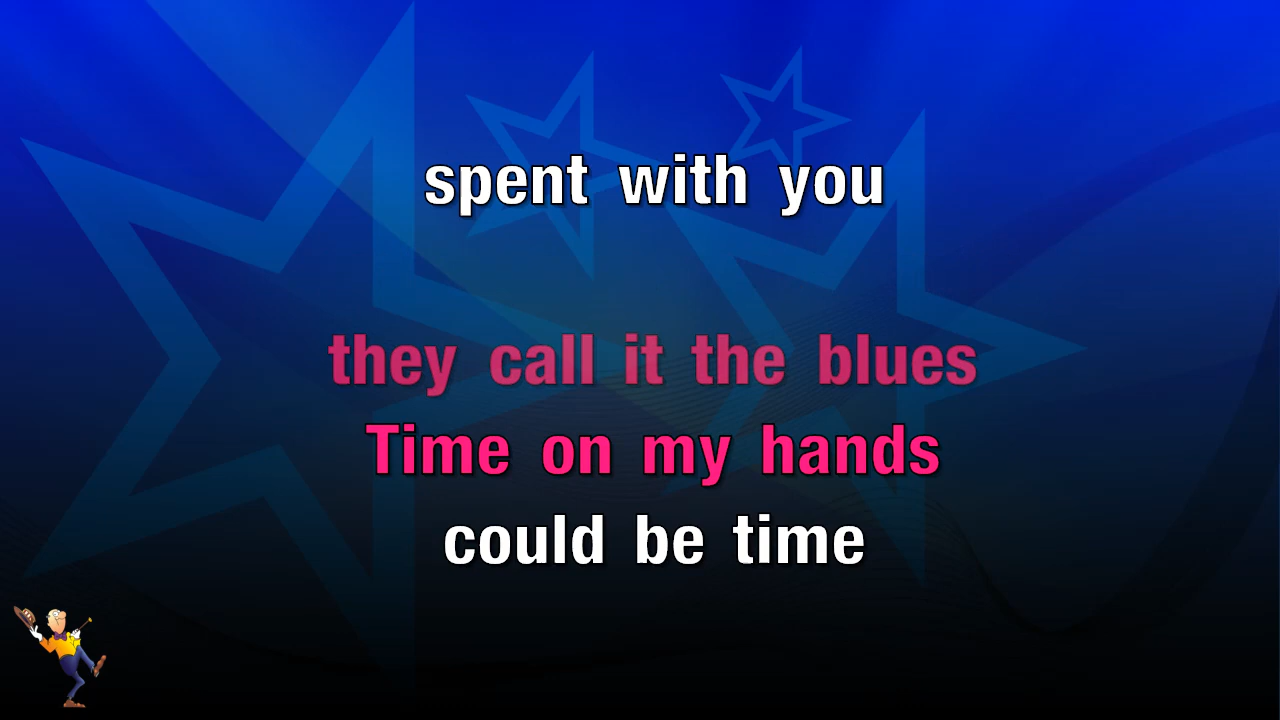 spent with you
they call it the blues
Time on my hands
could be time